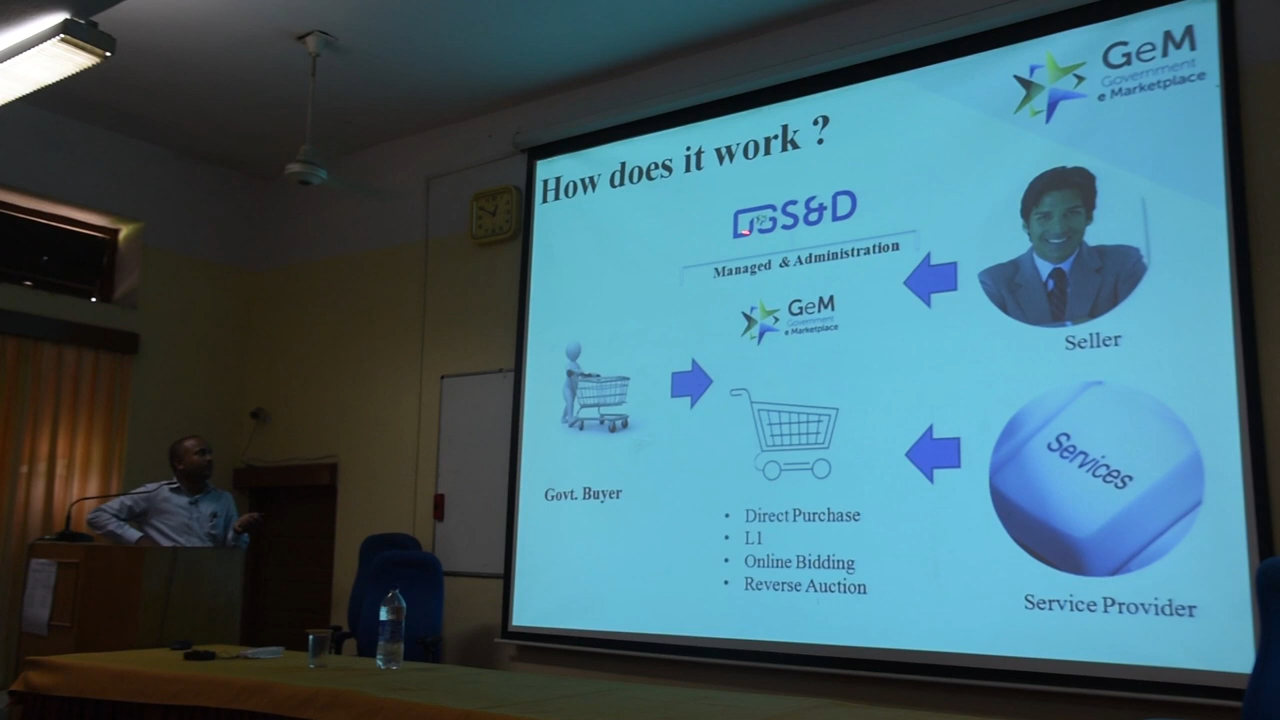 GeM
Government
e Marketplace
How does it work ?
DGS&D
Managed & Administration
GeM
Government
e Marketplace
Seller
Govt. Buyer
Services
• Direct Purchase
• L1
• Online Bidding
• Reverse Auction
Service Provider